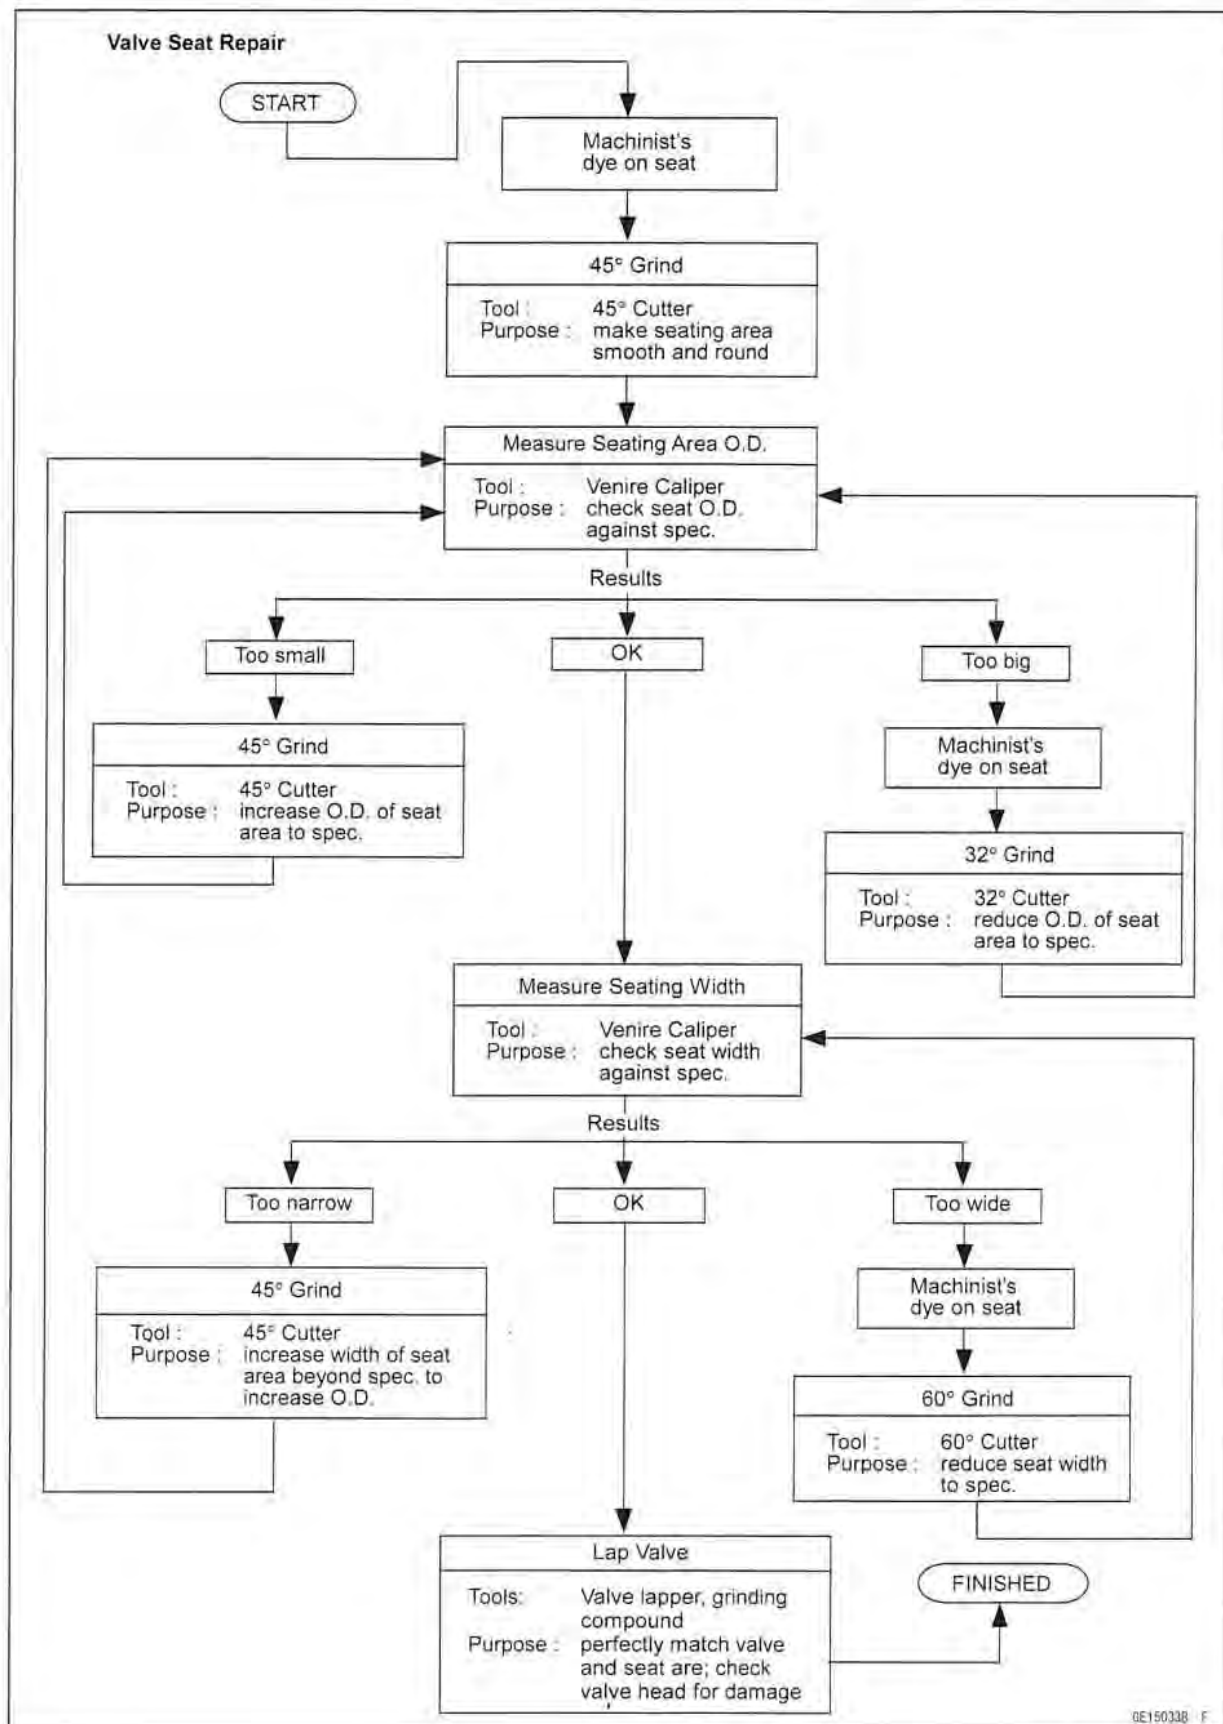 Valve Seat Repair
START
Machinist's
dye on seat
45° Grind
Tool : 45° Cutter
Purpose : make seating area
smooth and round
Measure Seating Area O.D.
Tool : Venire Caliper
Purpose : check seat O.D.
against spec.
Results
Too small
OK
Too big
45° Grind
Tool : 45° Cutter
Purpose : increase O.D. of seat
area to spec.
Machinist's
dye on seat
32° Grind
Tool : 32° Cutter
Purpose : reduce O.D. of seat
area to spec.
Measure Seating Width
Tool : Venire Caliper
Purpose : check seat width
against spec.
Results
Too narrow
OK
Too wide
45° Grind
Tool : 45° Cutter
Purpose : increase width of seat
area beyond spec. to
increase O.D.
Machinist's
dye on seat
60° Grind
Tool : 60° Cutter
Purpose : reduce seat width
to spec.
Lap Valve
Tools: Valve lapper, grinding
compound
Purpose : perfectly match valve
and seat are; check
valve head for damage
FINISHED
GE15033B F